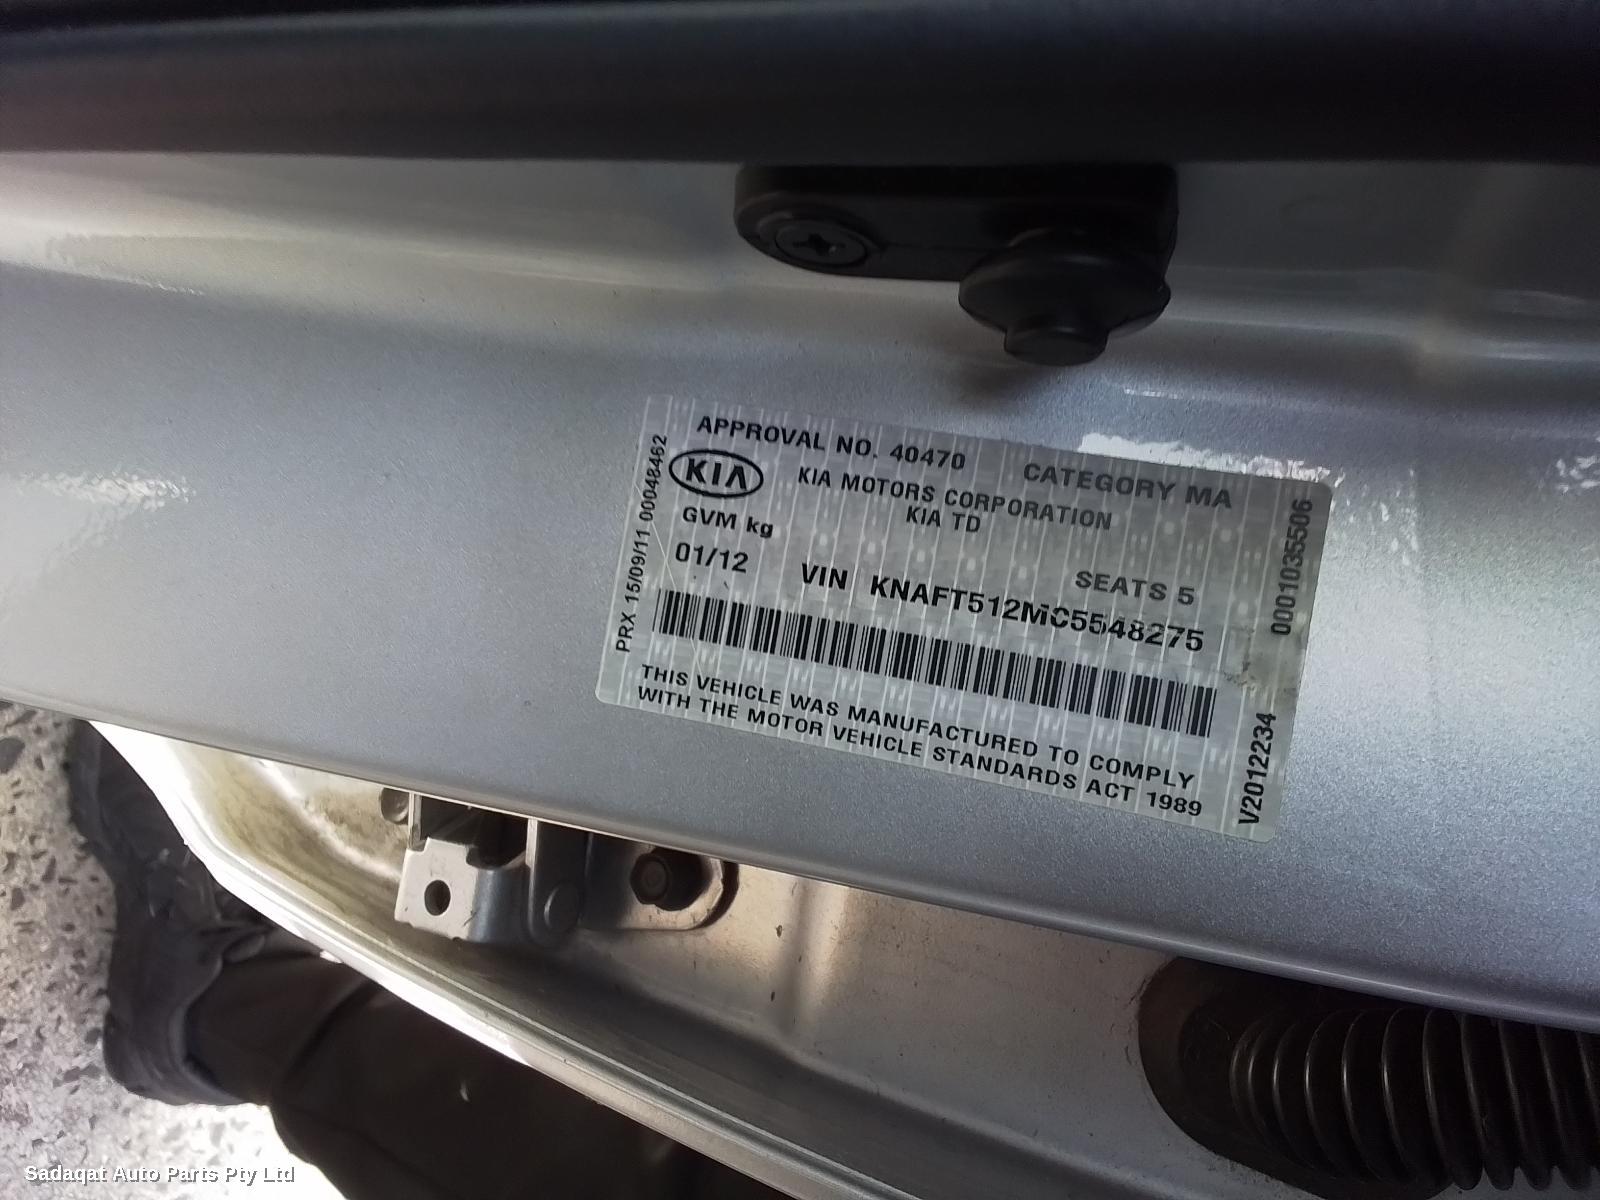 APPROVAL NO. 40470 CATEGORY MA
KIA
KIA MOTORS CORPORATION
KIA TD
GVM kg
01/12
SEATS 5
VIN KNAFT512MC5548275
THIS VEHICLE WAS MANUFACTURED TO COMPLY
WITH THE MOTOR VEHICLE STANDARDS ACT 1989
PRX 15/09/11 00048462
0001035506
V2012234
Sadaqat Auto Parts Pty Ltd